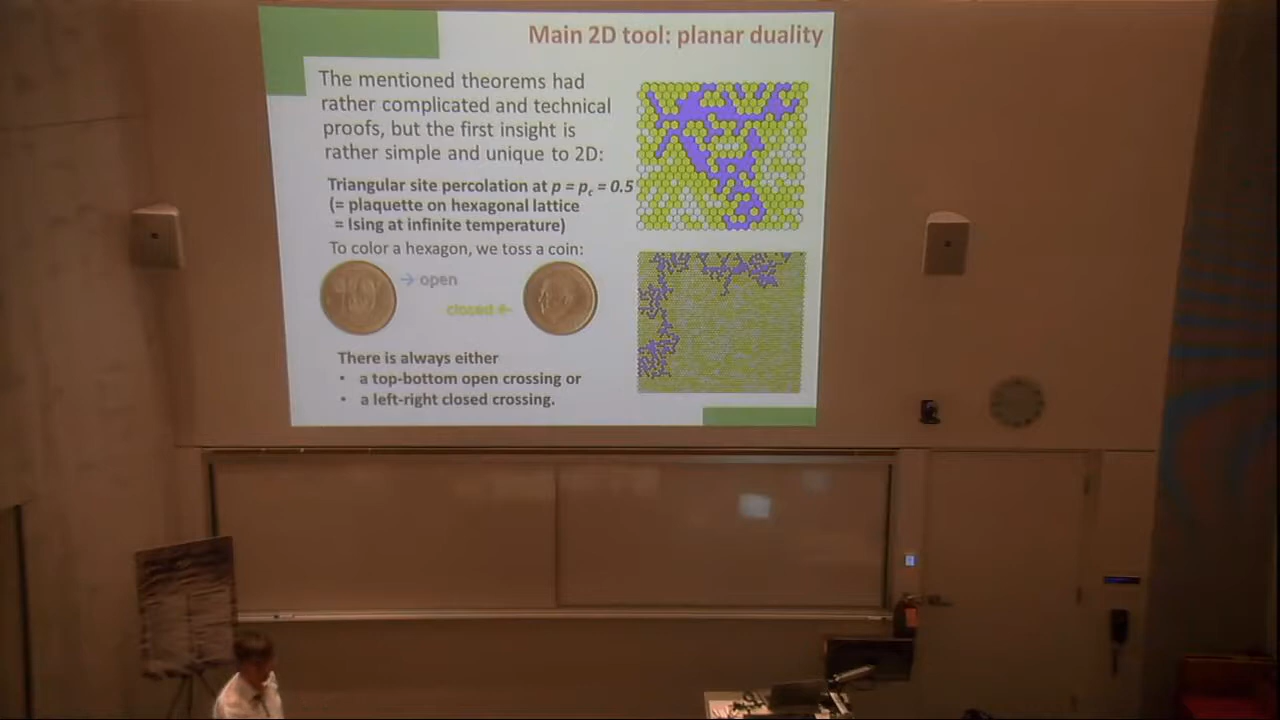 Main 2D tool: planar duality
The mentioned theorems had
rather complicated and technical
proofs, but the first insight is
rather simple and unique to 2D:
Triangular site percolation at p = pc = 0.5
(= plaquette on hexagonal lattice
= Ising at infinite temperature)
To color a hexagon, we toss a coin:
→ open
closed ←
There is always either
• a top-bottom open crossing or
• a left-right closed crossing.